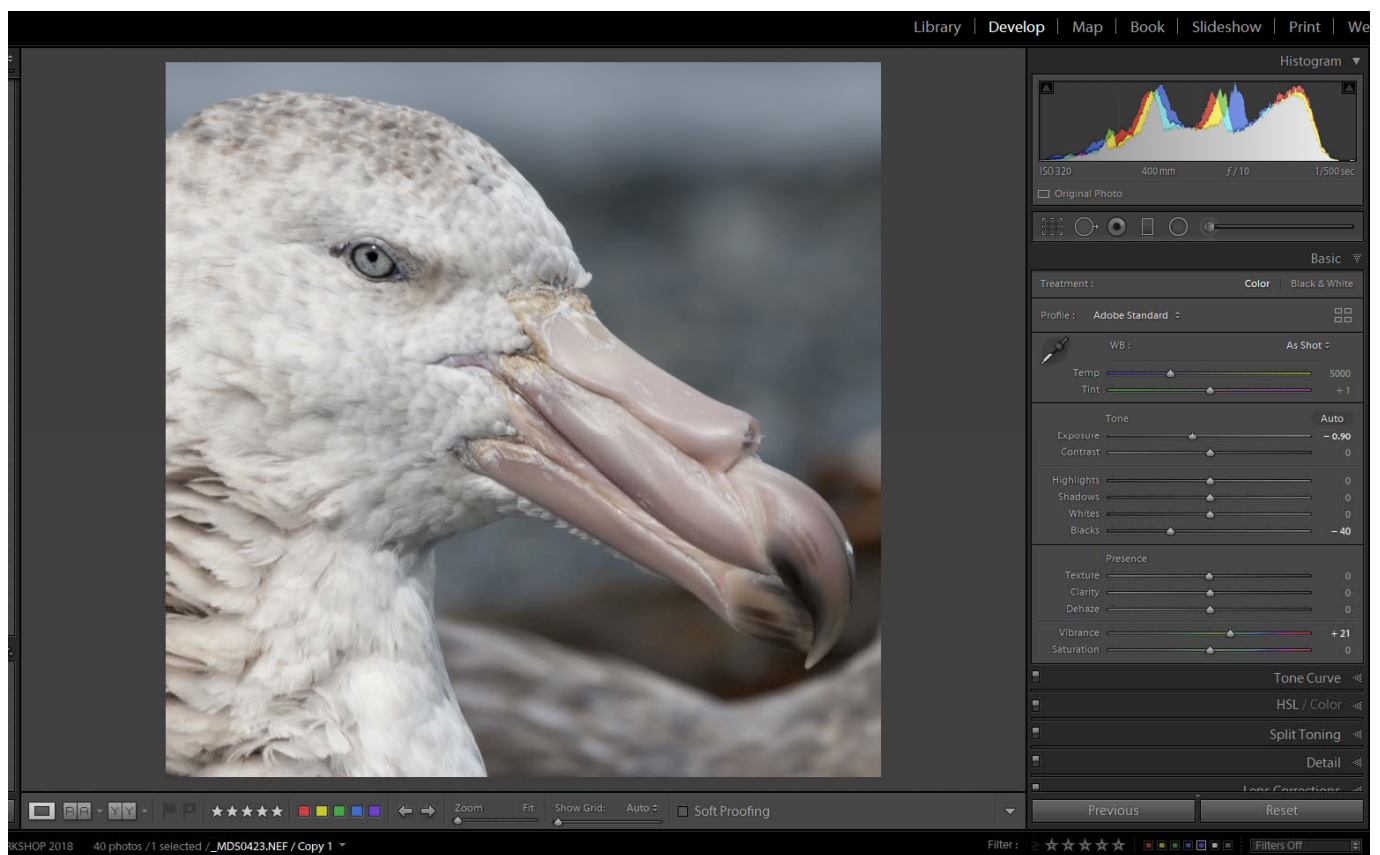 Library | Develop | Map | Book | Slideshow | Print | We
Histogram
ISO 320 400 mm ƒ / 10 1/500 sec
Original Photo
Basic
Treatment : Color Black & White
Profile : Adobe Standard
WB : As Shot
Temp 5000
Tint + 1
Tone Auto
Exposure − 0.90
Contrast 0
Highlights 0
Shadows 0
Whites 0
Blacks − 40
Presence
Texture 0
Clarity 0
Dehaze 0
Vibrance + 21
Saturation 0
Tone Curve
HSL / Color
Split Toning
Detail
Lens Corrections
R A Y Y Zoom Fit Show Grid: Auto Soft Proofing
Previous Reset
RKSHOP 2018 40 photos / 1 selected / _MDS0423.NEF / Copy 1 Filter : Filters Off